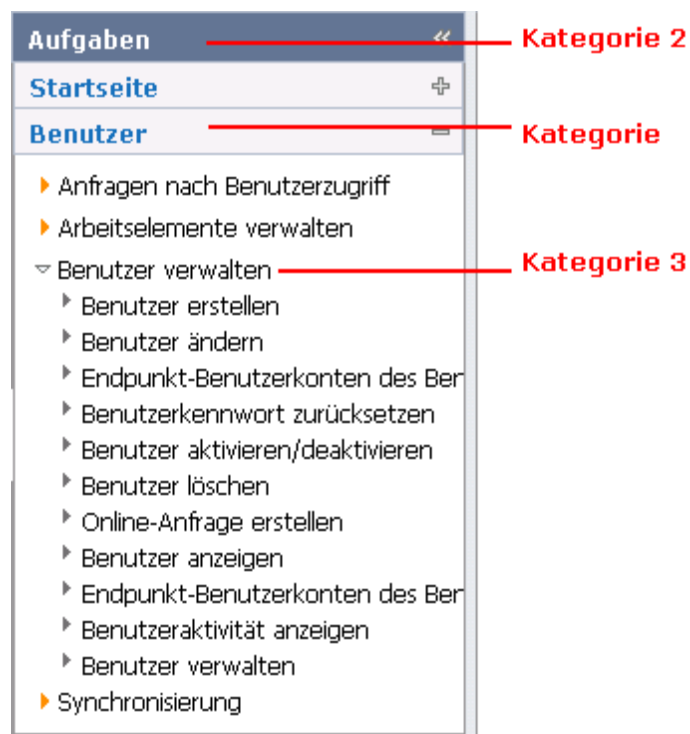 Aufgaben « Kategorie 2
Startseite
Benutzer Kategorie
Anfragen nach Benutzerzugriff
Arbeitselemente verwalten
Benutzer verwalten Kategorie 3
Benutzer erstellen
Benutzer ändern
Endpunkt-Benutzerkonten des Ben
Benutzerkennwort zurücksetzen
Benutzer aktivieren/deaktivieren
Benutzer löschen
Online-Anfrage erstellen
Benutzer anzeigen
Endpunkt-Benutzerkonten des Ben
Benutzeraktivität anzeigen
Benutzer verwalten
Synchronisierung